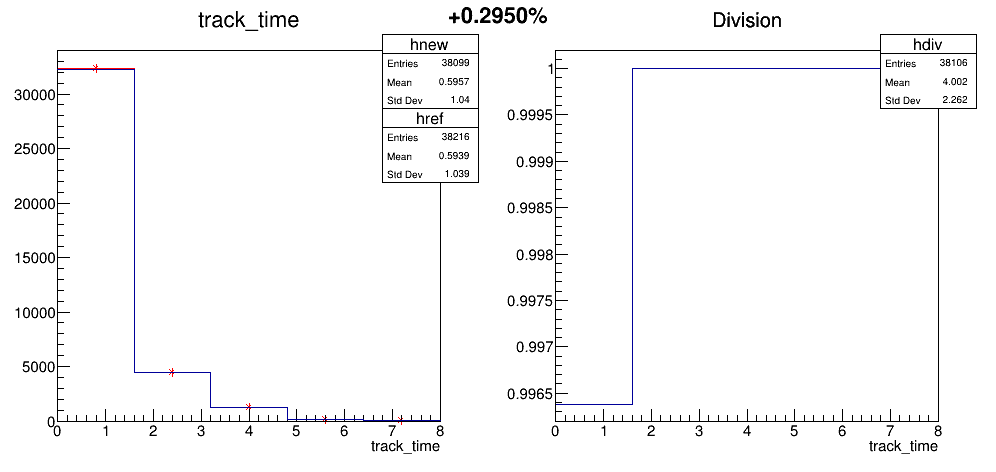 track_time
+0.2950%
Division
hnew
Entries 38099
Mean 0.5957
Std Dev 1.04
href
Entries 38216
Mean 0.5939
Std Dev 1.039
30000
25000
20000
15000
10000
5000
0
0 1 2 3 4 5 6 7 8
track_time
hdiv
Entries 38106
Mean 4.002
Std Dev 2.262
1
0.9995
0.999
0.9985
0.998
0.9975
0.997
0.9965
0 1 2 3 4 5 6 7 8
track_time